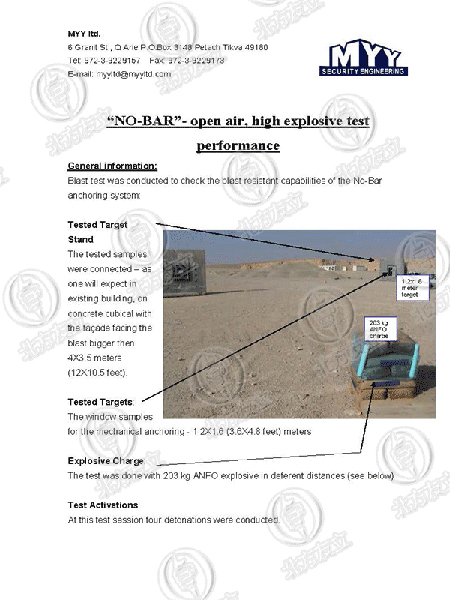 MYY ltd.
6 Granit St., Q.Arie P.O.Box 3148 Petach Tikva 49180
Tel: 972-3-9229157 Fax: 972-3-9229173
E-mail: myyltd@myyltd.com
MYY
SECURITY ENGINEERING
“NO-BAR”- open air, high explosive test
performance
General information:
Blast test was conducted to check the blast resistant capabilities of the No-Bar
anchoring system:
Tested Target
Stand
The tested samples
were connected – as
one will expect in
existing building, on
concrete cubical with
the façade facing the
blast bigger then
4X3.5 meters
(12X10.5 feet).
1.2x1.6
meter
target
203 kg
ANFO
charge
Tested Targets:
The window samples
for the mechanical anchoring - 1.2X1.6 (3.6X4.8 feet) meters
Explosive Charge:
The test was done with 203 kg ANFO explosive in deferent distances (see below)
Test Activations
At this test session four detonations were conducted.